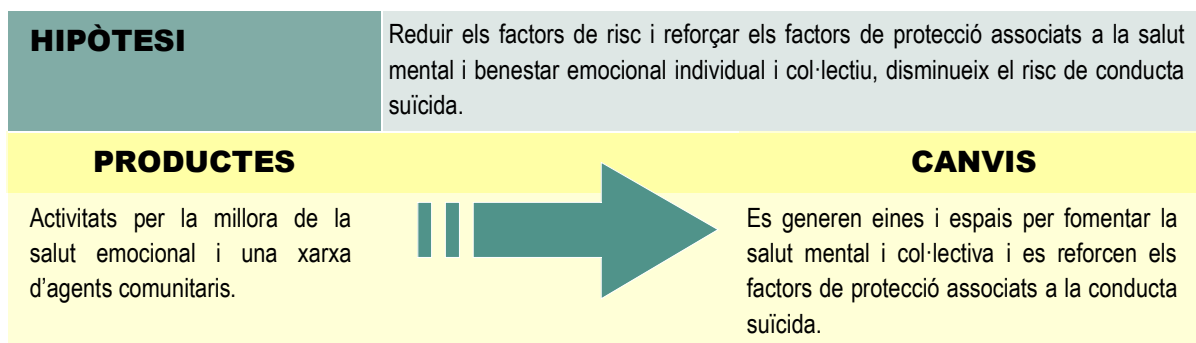 HIPÒTESI
Reduir els factors de risc i reforçar els factors de protecció associats a la salut
mental i benestar emocional individual i col·lectiu, disminueix el risc de conducta
suïcida.
PRODUCTES
CANVIS
Activitats per la millora de la
salut emocional i una xarxa
d'agents comunitaris.
Es generen eines i espais per fomentar la
salut mental i col·lectiva i es reforcen els
factors de protecció associats a la conducta
suïcida.